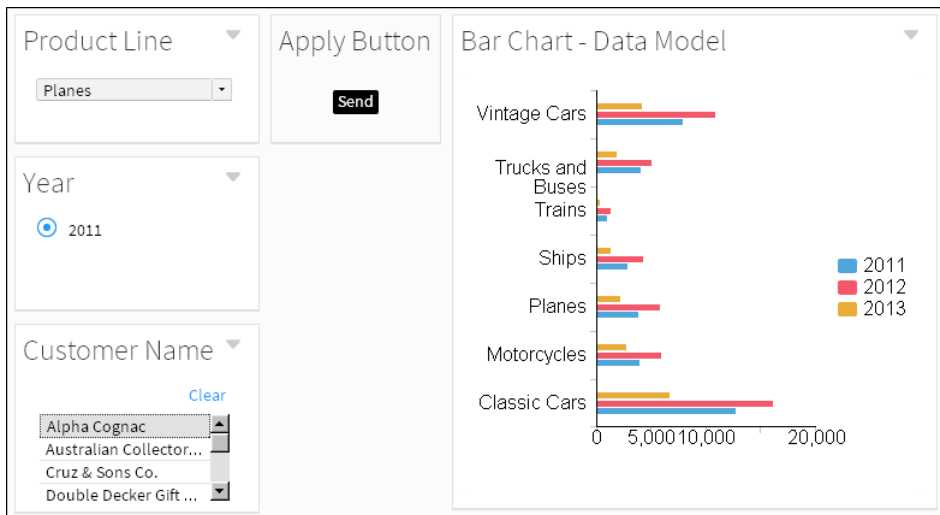 Product Line
Planes
Apply Button
Send
Year
2011
Customer Name
Clear
Alpha Cognac
Australian Collector...
Cruz & Sons Co.
Double Decker Gift ...
Bar Chart - Data Model
Vintage Cars
Trucks and
Buses
Trains
Ships
Planes
Motorcycles
Classic Cars
0 5,000 10,000 20,000
2011
2012
2013